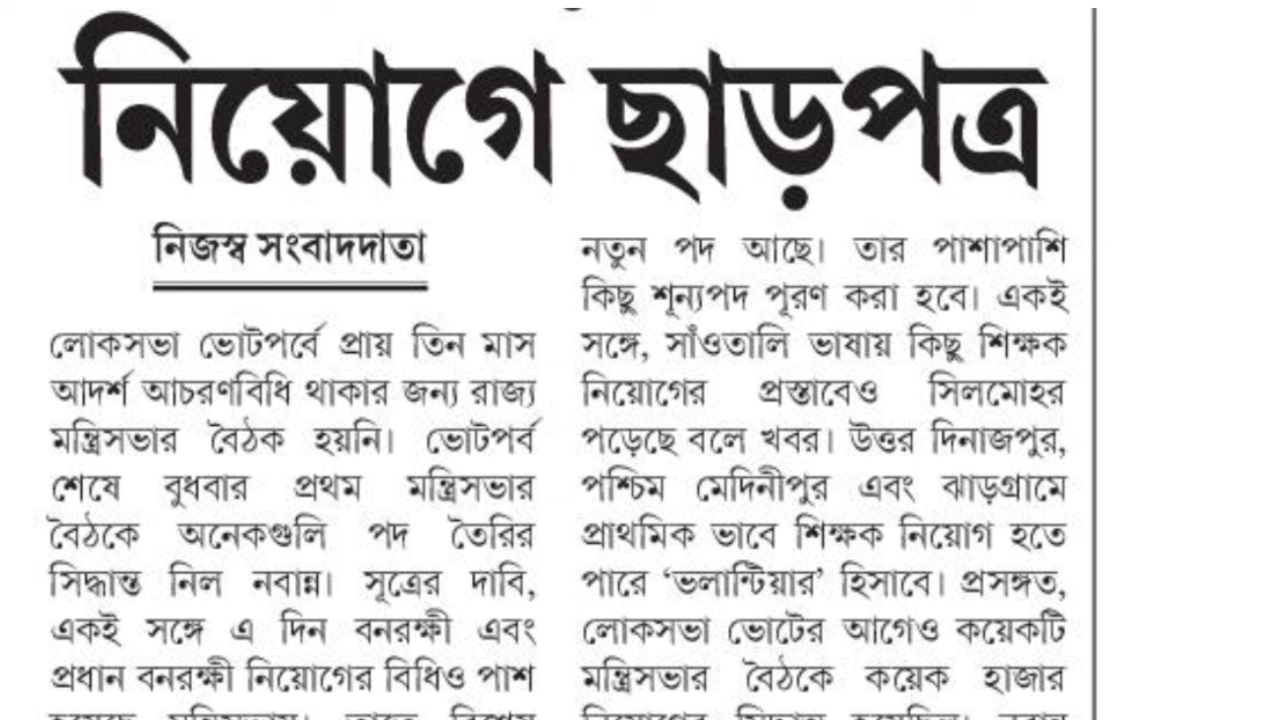 নিয়োগে ছাড়পত্র
নিজস্ব সংবাদদাতা
লোকসভা ভোটপর্বে প্রায় তিন মাস
আদর্শ আচরণবিধি থাকার জন্য রাজ্য
মন্ত্রিসভার বৈঠক হয়নি। ভোটপর্ব
শেষে বুধবার প্রথম মন্ত্রিসভার
বৈঠকে অনেকগুলি পদ তৈরির
সিদ্ধান্ত নিল নবান্ন। সূত্রের দাবি,
একই সঙ্গে এ দিন বনরক্ষী এবং
প্রধান বনরক্ষী নিয়োগের বিধিও পাশ
নতুন পদ আছে। তার পাশাপাশি
কিছু শূন্যপদ পূরণ করা হবে। একই
সঙ্গে, সাঁওতালি ভাষায় কিছু শিক্ষক
নিয়োগের প্রস্তাবেও সিলমোহর
পড়েছে বলে খবর। উত্তর দিনাজপুর,
পশ্চিম মেদিনীপুর এবং ঝাড়গ্রামে
প্রাথমিক ভাবে শিক্ষক নিয়োগ হতে
পারে ‘ভলান্টিয়ার’ হিসাবে। প্রসঙ্গত,
লোকসভা ভোটের আগেও কয়েকটি
মন্ত্রিসভার বৈঠকে কয়েক হাজার